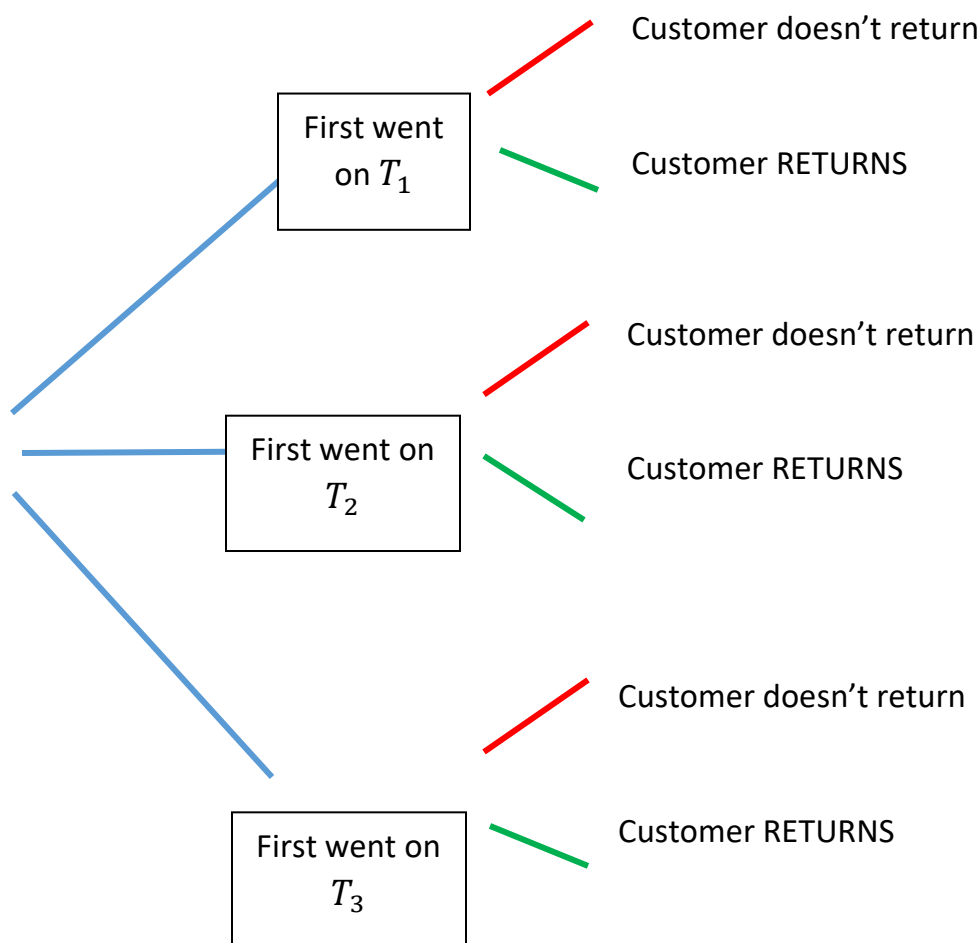 Customer doesn’t return
First went
on T₁
Customer RETURNS
Customer doesn’t return
First went on
T₂
Customer RETURNS
Customer doesn’t return
Customer RETURNS
First went on
T₃